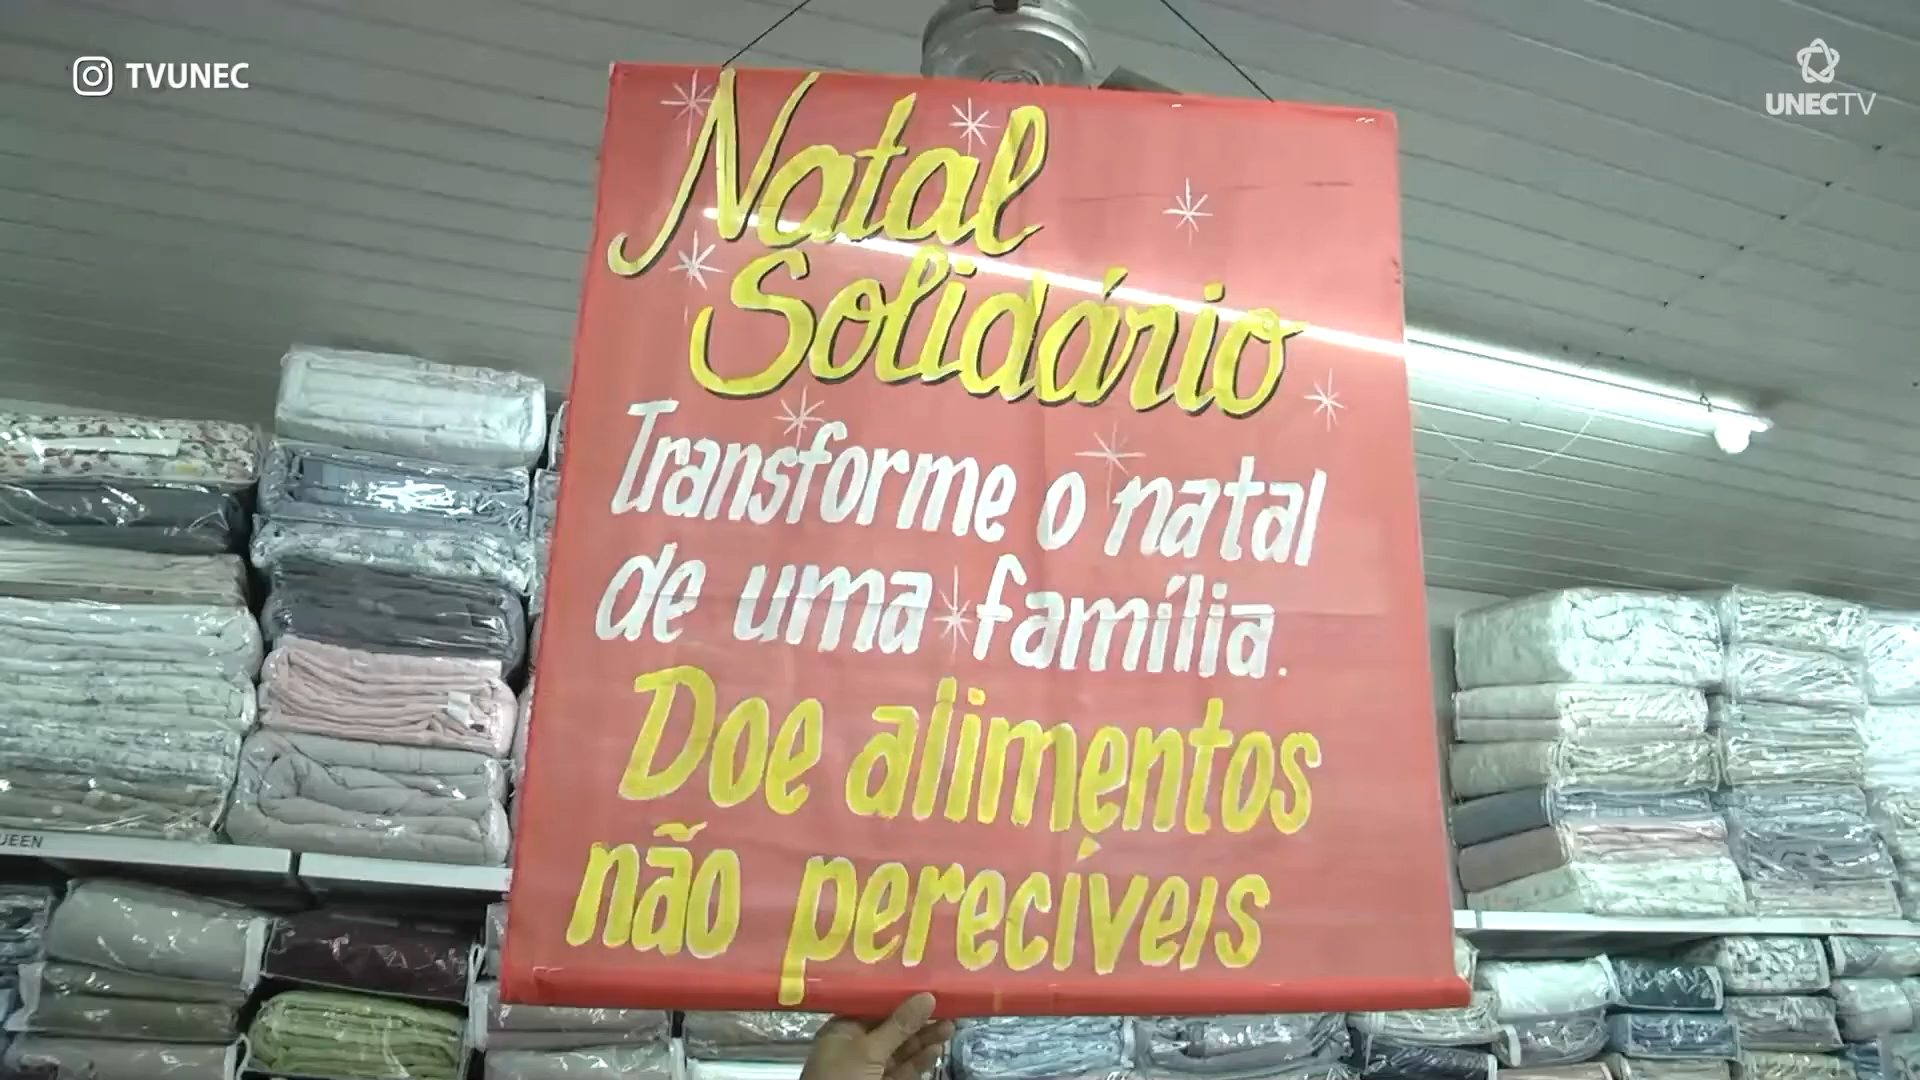 TVUNEC
UNECTV
Natal
Solidário
Transforme o natal
de uma família.
Doe alimentos
não perecíveis